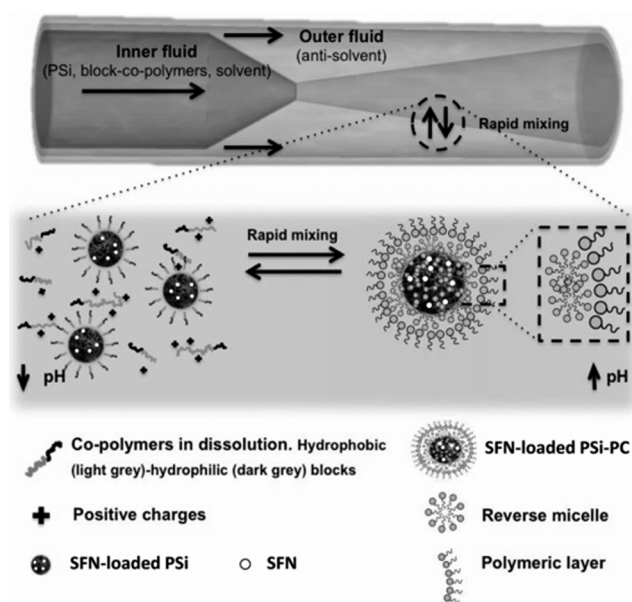 Inner fluid
(PSi, block-co-polymers, solvent)
Outer fluid
(anti-solvent)
Rapid mixing
Rapid mixing
pH
pH
Co-polymers in dissolution. Hydrophobic
(light grey)-hydrophilic (dark grey) blocks
Positive charges
SFN-loaded PSi
SFN
SFN-loaded PSi-PC
Reverse micelle
Polymeric layer